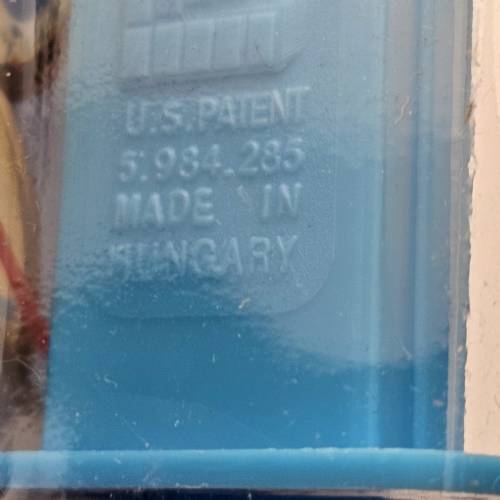 U.S.PATENT
5.984.285
MADE IN
HUNGARY